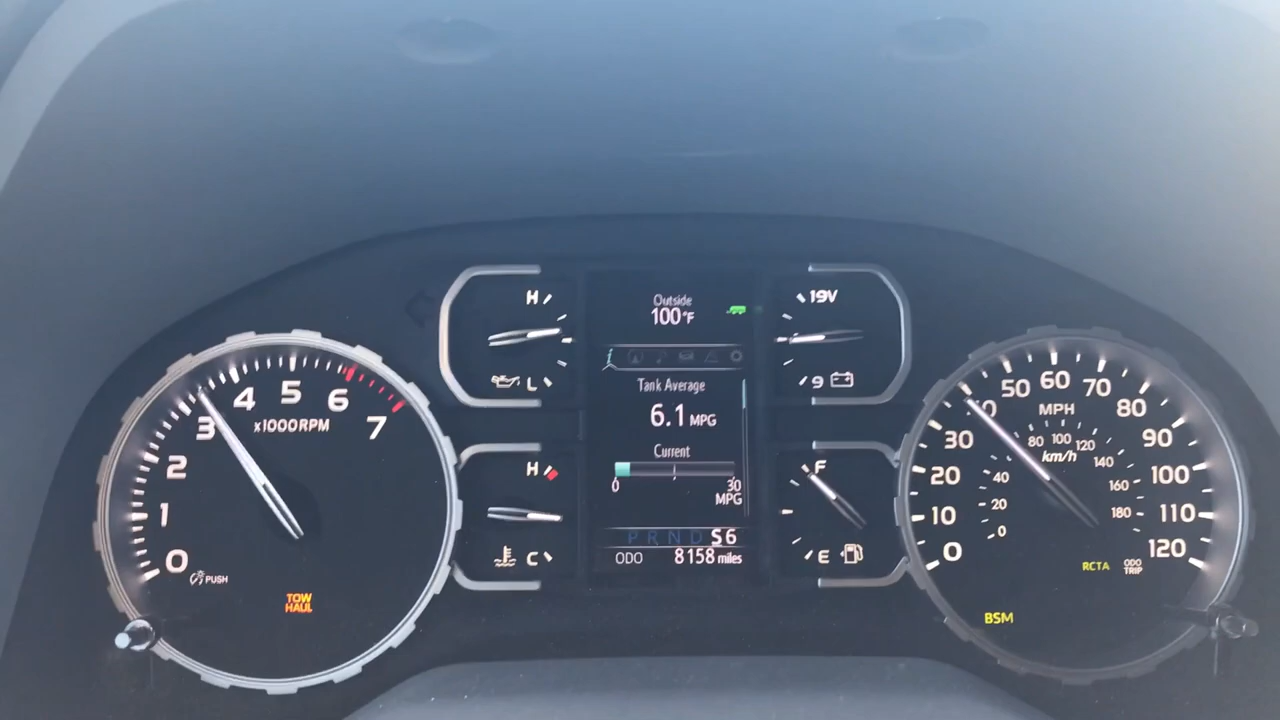 H
L
Outside
100°F
Tank Average
6.1 MPG
Current
0 30
MPG
P R N D S 6
ODO 8158 miles
19V
9
H
C
F
E
0
1
2
3
4
5
6
7
x1000RPM
PUSH
TOW
HAUL
0
10
20
30
40
50
60
70
80
90
100
110
120
MPH
km/h
0
20
40
80
100
120
140
160
180
RCTA
ODO
TRIP
BSM